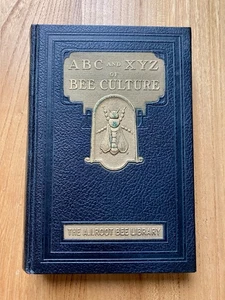 ABC AND XYZ
OF
BEE CULTURE
THE A.I. ROOT BEE LIBRARY